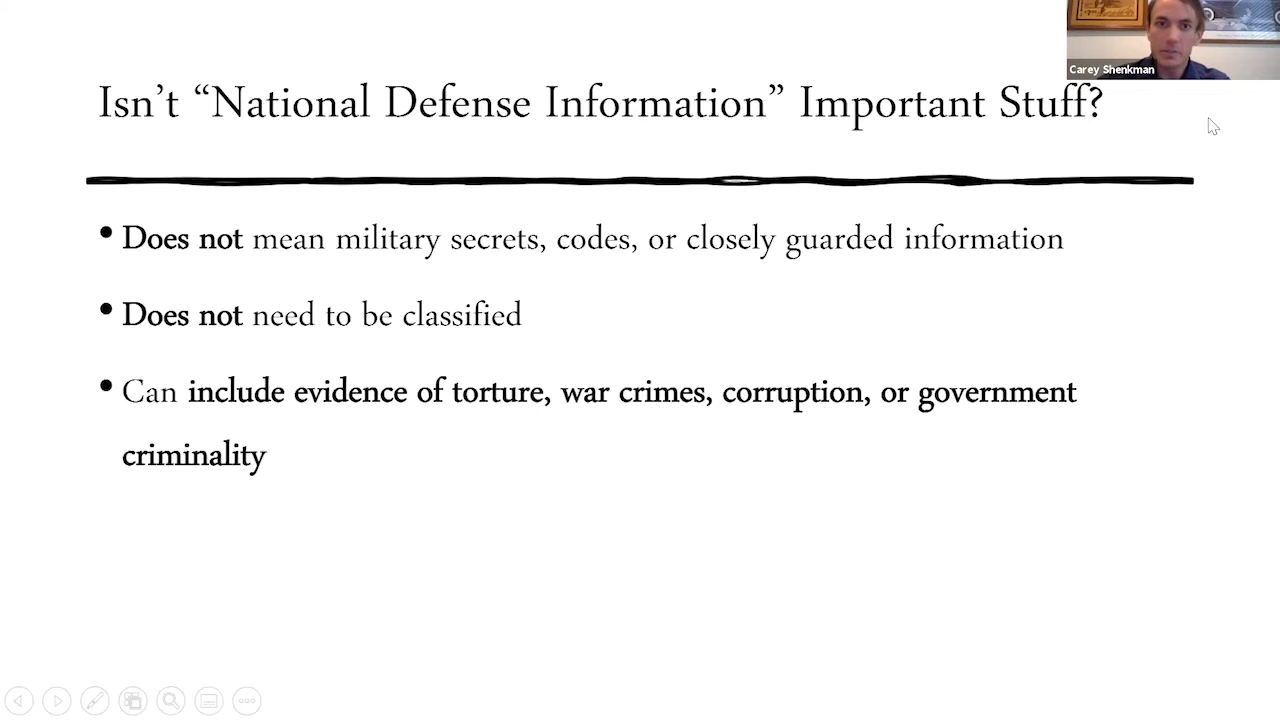 Carey Shenkman
Isn’t “National Defense Information” Important Stuff?
• Does not mean military secrets, codes, or closely guarded information
• Does not need to be classified
• Can include evidence of torture, war crimes, corruption, or government
criminality